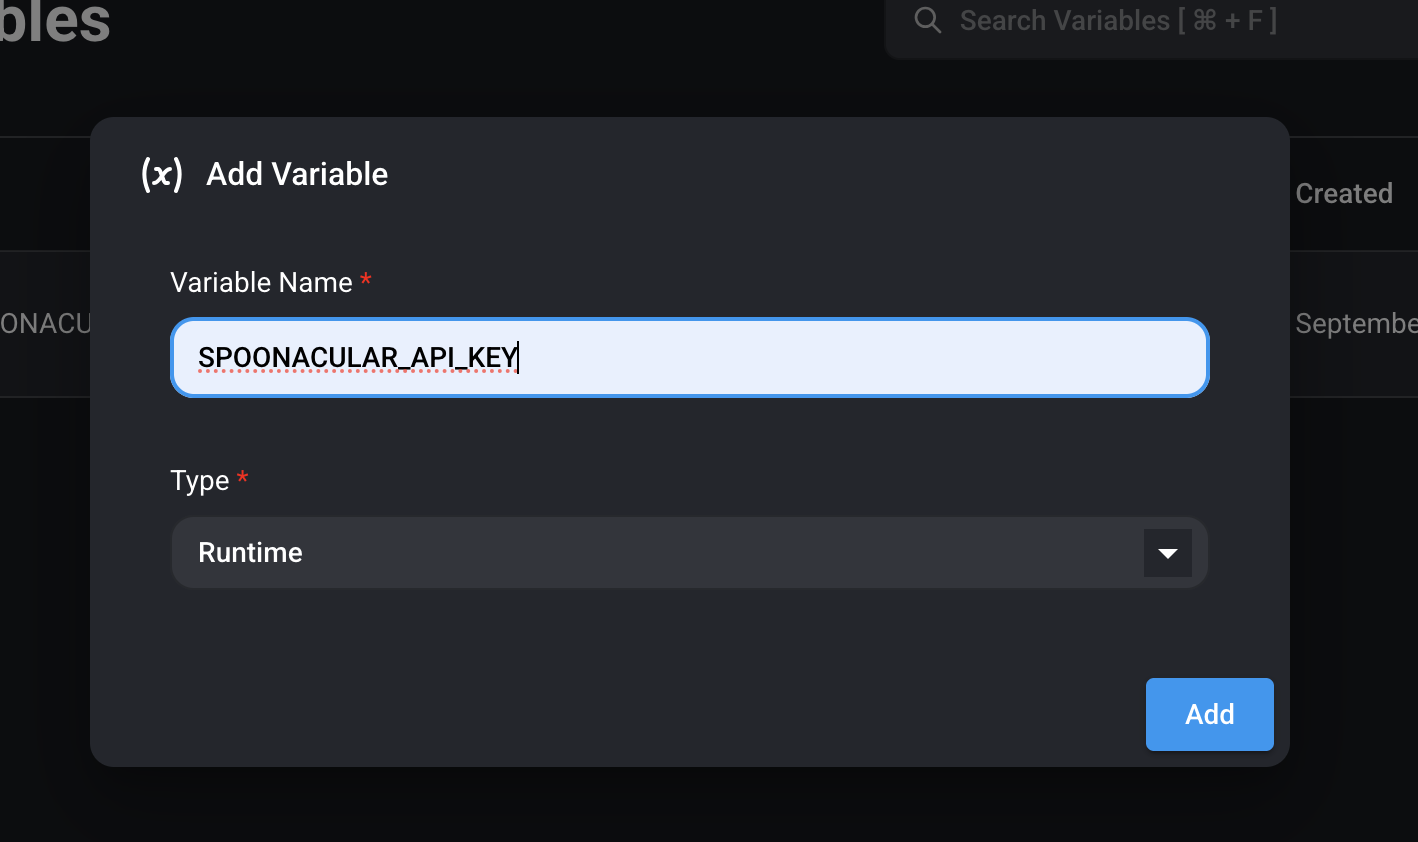 bles
Search Variables [ ⌘ + F ]
(x) Add Variable
Created
Variable Name *
ONACU
SPOONACULAR_API_KEY
Septembe
Type *
Runtime
Add